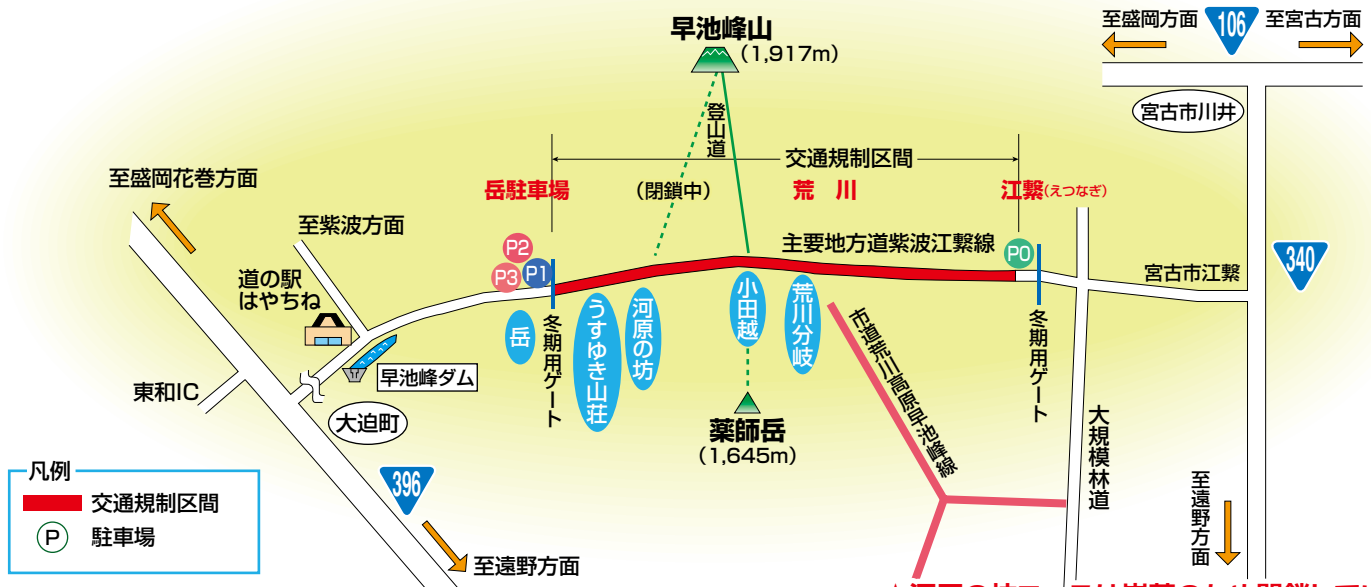 早池峰山
(1,917m)
至盛岡方面
106
至宮古方面
宮古市川井
登山道
交通規制区間
至盛岡花巻方面
岳駐車場
(閉鎖中)
荒川
江繋(えつなぎ)
至紫波方面
P2
P3
P1
主要地方道紫波江繋線
P0
340
宮古市江繋
道の駅
はやちね
岳
冬期用ゲート
うすゆき山荘
河原の坊
小田越
荒川分岐
冬期用ゲート
市道荒川高原早池峰線
早池峰ダム
東和IC
大迫町
薬師岳
(1,645m)
大規模林道
至遠野方面
396
至遠野方面
凡例
交通規制区間
P 駐車場